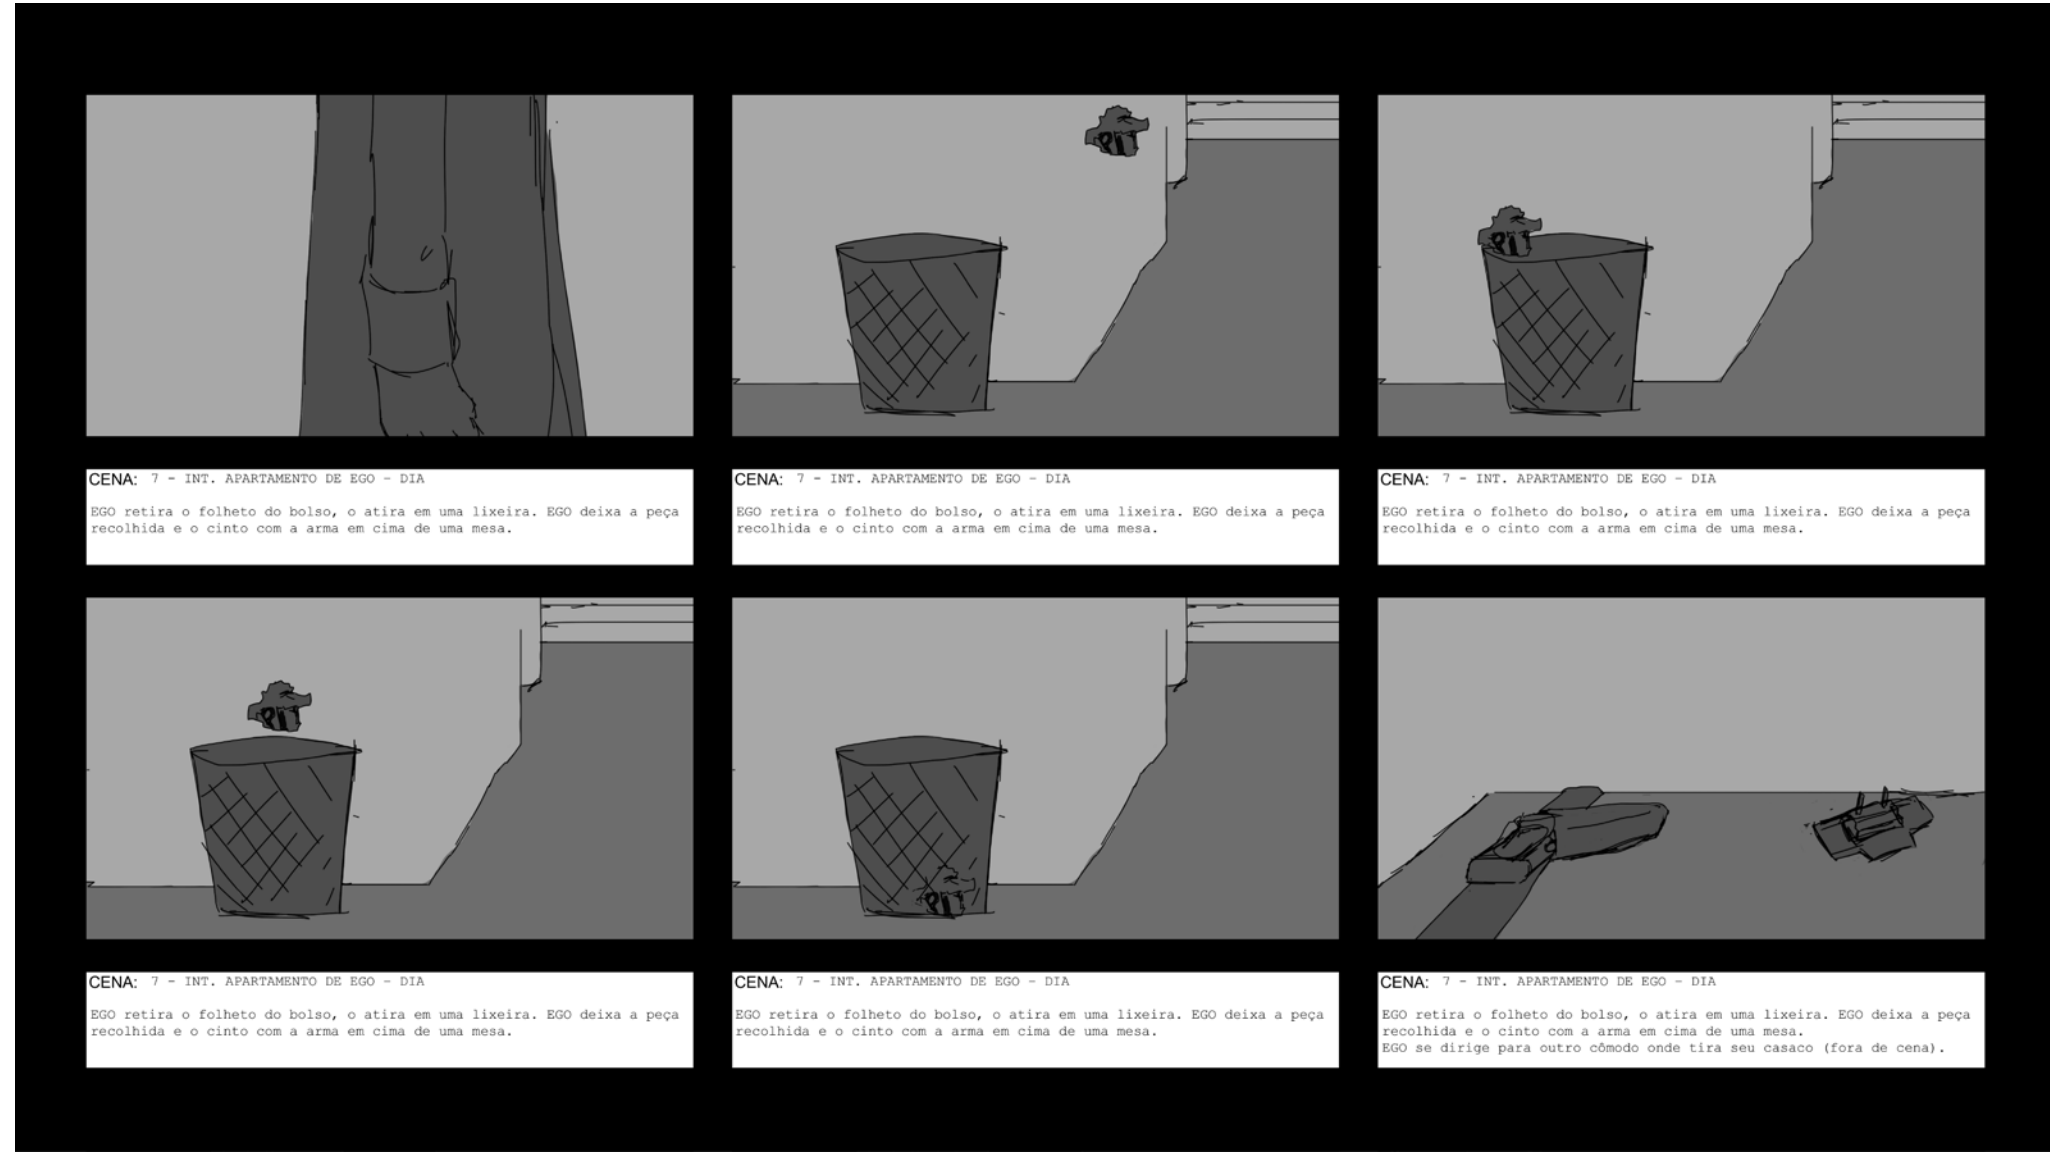 CENA: 7 - INT. APARTAMENTO DE EGO - DIA
EGO retira o folheto do bolso, o atira em uma lixeira. EGO deixa a peça
recolhida e o cinto com a arma em cima de uma mesa.
CENA: 7 - INT. APARTAMENTO DE EGO - DIA
EGO retira o folheto do bolso, o atira em uma lixeira. EGO deixa a peça
recolhida e o cinto com a arma em cima de uma mesa.
CENA: 7 - INT. APARTAMENTO DE EGO - DIA
EGO retira o folheto do bolso, o atira em uma lixeira. EGO deixa a peça
recolhida e o cinto com a arma em cima de uma mesa.
CENA: 7 - INT. APARTAMENTO DE EGO - DIA
EGO retira o folheto do bolso, o atira em uma lixeira. EGO deixa a peça
recolhida e o cinto com a arma em cima de uma mesa.
CENA: 7 - INT. APARTAMENTO DE EGO - DIA
EGO retira o folheto do bolso, o atira em uma lixeira. EGO deixa a peça
recolhida e o cinto com a arma em cima de uma mesa.
CENA: 7 - INT. APARTAMENTO DE EGO - DIA
EGO retira o folheto do bolso, o atira em uma lixeira. EGO deixa a peça
recolhida e o cinto com a arma em cima de uma mesa.
EGO se dirige para outro cômodo onde tira seu casaco (fora de cena).